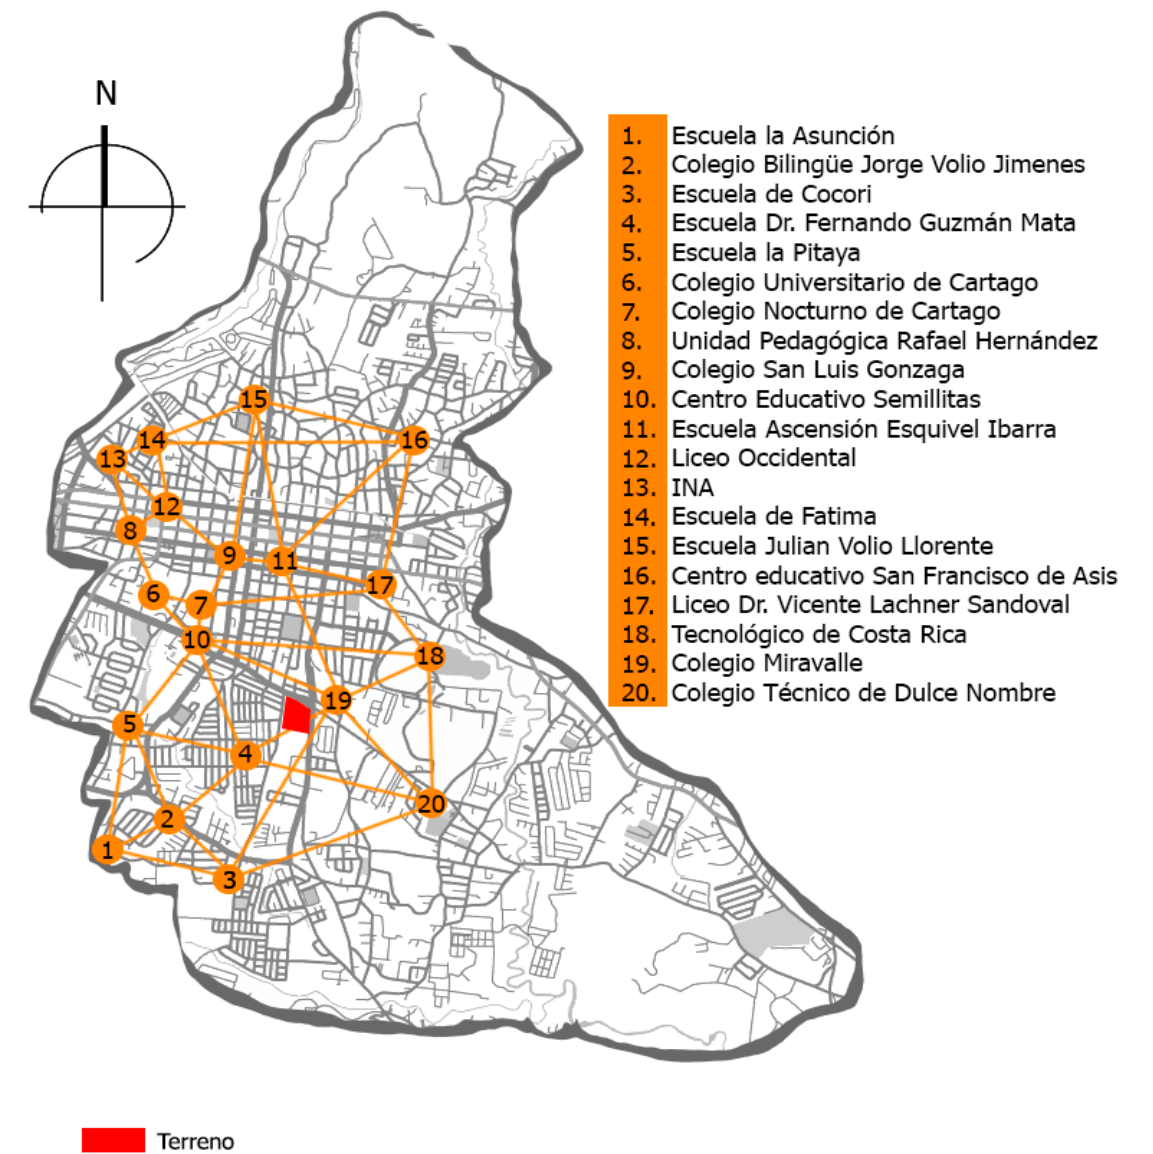 N
1. Escuela la Asunción
2. Colegio Bilingüe Jorge Volio Jimenes
3. Escuela de Cocori
4. Escuela Dr. Fernando Guzmán Mata
5. Escuela la Pitaya
6. Colegio Universitario de Cartago
7. Colegio Nocturno de Cartago
8. Unidad Pedagógica Rafael Hernández
9. Colegio San Luis Gonzaga
10. Centro Educativo Semillitas
11. Escuela Ascensión Esquivel Ibarra
12. Liceo Occidental
13. INA
14. Escuela de Fatima
15. Escuela Julian Volio Llorente
16. Centro educativo San Francisco de Asis
17. Liceo Dr. Vicente Lachner Sandoval
18. Tecnológico de Costa Rica
19. Colegio Miravalle
20. Colegio Técnico de Dulce Nombre
15
14
16
13
12
8
9
11
17
6
7
10
18
19
5
4
20
2
1
3
Terreno